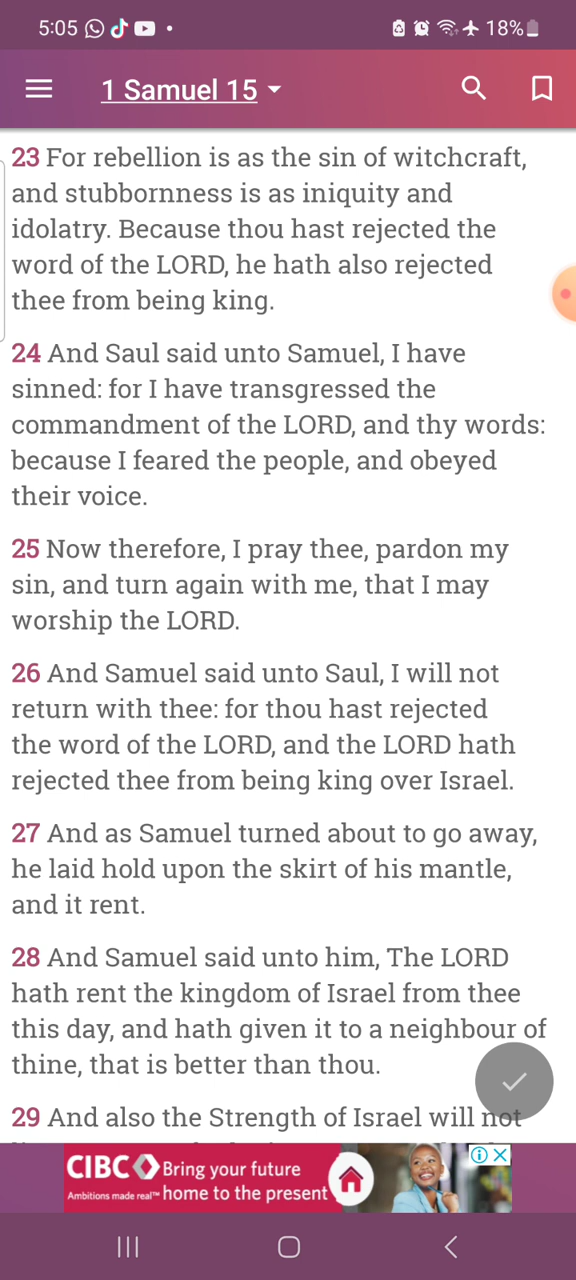 5:05 18%
1 Samuel 15
23 For rebellion is as the sin of witchcraft,
and stubbornness is as iniquity and
idolatry. Because thou hast rejected the
word of the LORD, he hath also rejected
thee from being king.
24 And Saul said unto Samuel, I have
sinned: for I have transgressed the
commandment of the LORD, and thy words:
because I feared the people, and obeyed
their voice.
25 Now therefore, I pray thee, pardon my
sin, and turn again with me, that I may
worship the LORD.
26 And Samuel said unto Saul, I will not
return with thee: for thou hast rejected
the word of the LORD, and the LORD hath
rejected thee from being king over Israel.
27 And as Samuel turned about to go away,
he laid hold upon the skirt of his mantle,
and it rent.
28 And Samuel said unto him, The LORD
hath rent the kingdom of Israel from thee
this day, and hath given it to a neighbour of
thine, that is better than thou.
29 And also the Strength of Israel will not
CIBC Bring your future
Ambitions made real™ home to the present